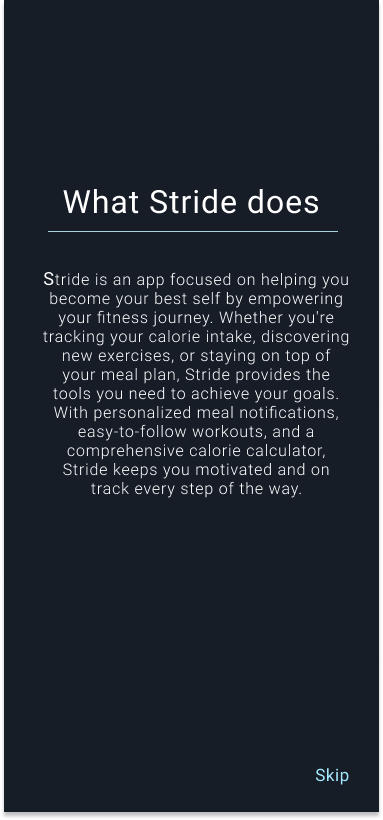 What Stride does
Stride is an app focused on helping you
become your best self by empowering
your fitness journey. Whether you're
tracking your calorie intake, discovering
new exercises, or staying on top of
your meal plan, Stride provides the
tools you need to achieve your goals.
With personalized meal notifications,
easy-to-follow workouts, and a
comprehensive calorie calculator,
Stride keeps you motivated and on
track every step of the way.
Skip